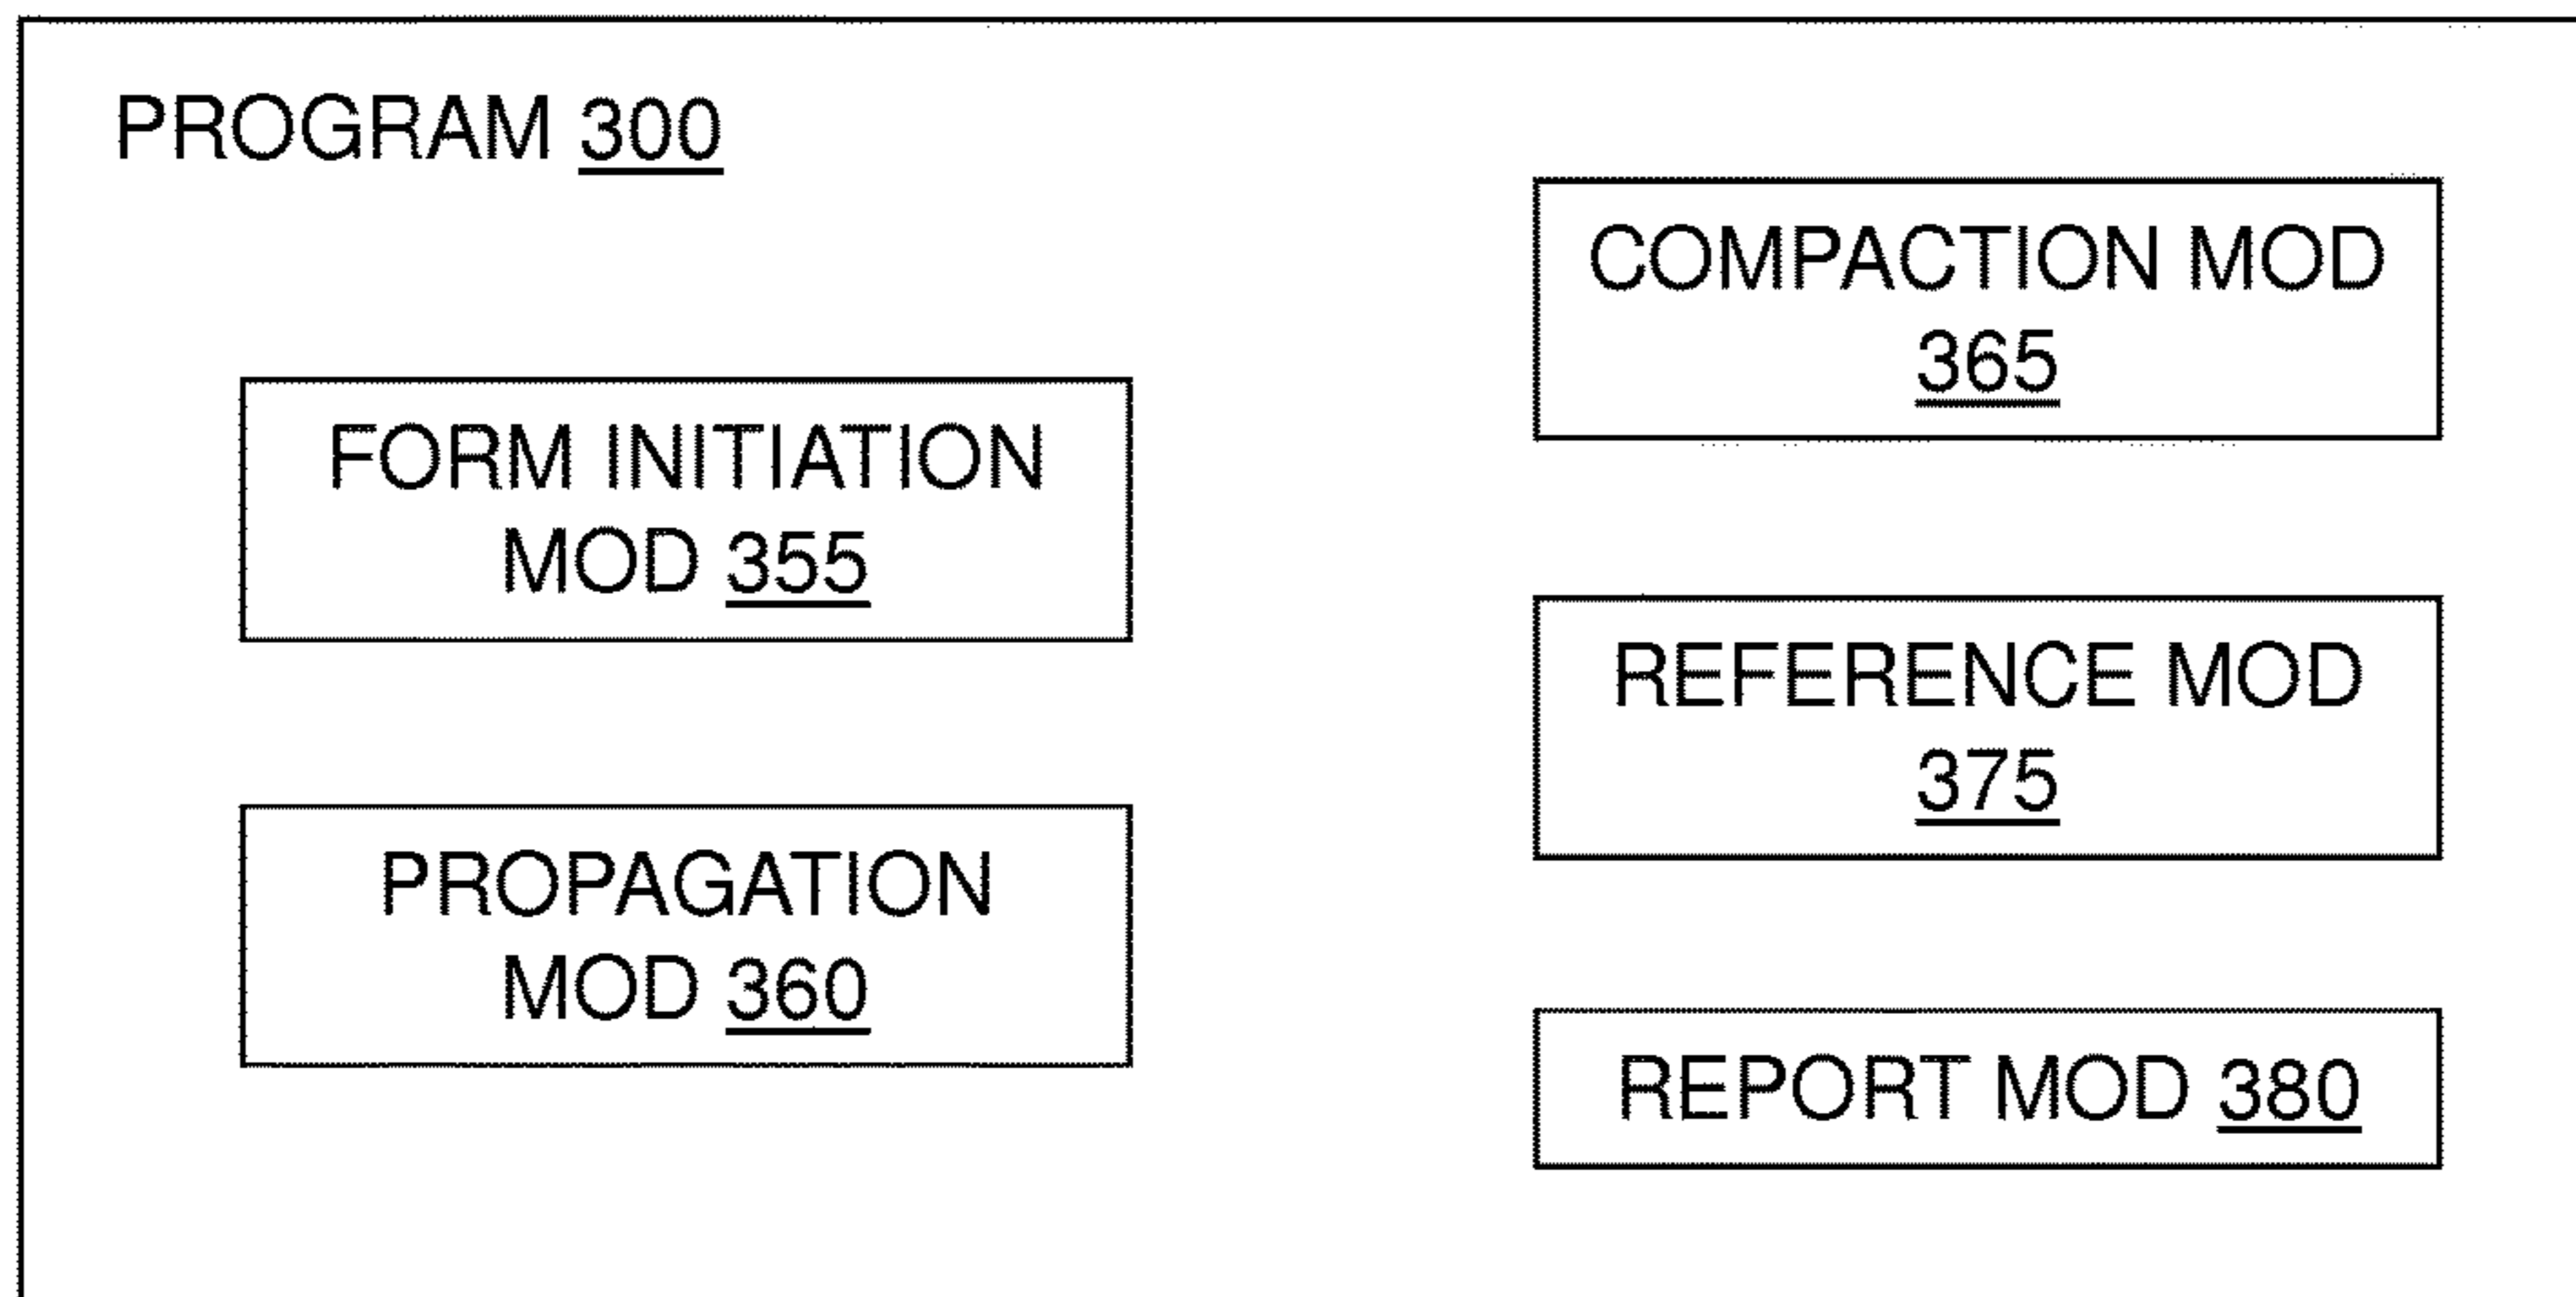 PROGRAM 300
FORM INITIATION
MOD 355
PROPAGATION
MOD 360
COMPACTION MOD
365
REFERENCE MOD
375
REPORT MOD 380